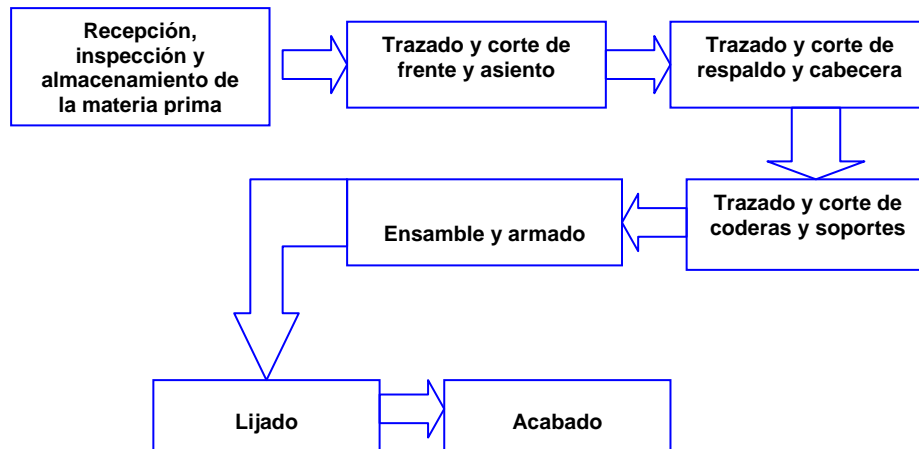 Recepción,
inspección y
almacenamiento de
la materia prima
Trazado y corte de
frente y asiento
Trazado y corte de
respaldo y cabecera
Trazado y corte de
coderas y soportes
Ensamble y armado
Lijado
Acabado